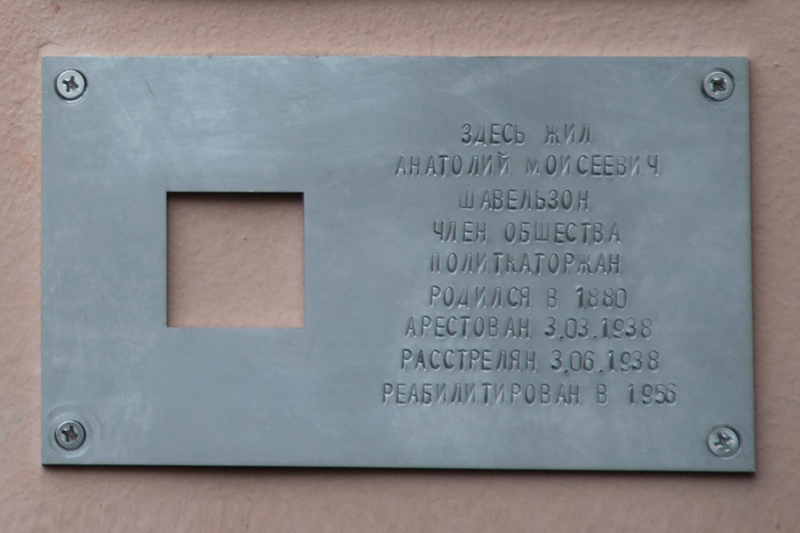 ЗДЕСЬ ЖИЛ
АНАТОЛИЙ МОИСЕЕВИЧ
ШАВЕЛЬЗОН
ЧЛЕН ОБЩЕСТВА
ПОЛИТКАТОРЖАН
РОДИЛСЯ В 1880
АРЕСТОВАН 3.03.1938
РАССТРЕЛЯН 3.06.1938
РЕАБИЛИТИРОВАН В 1956